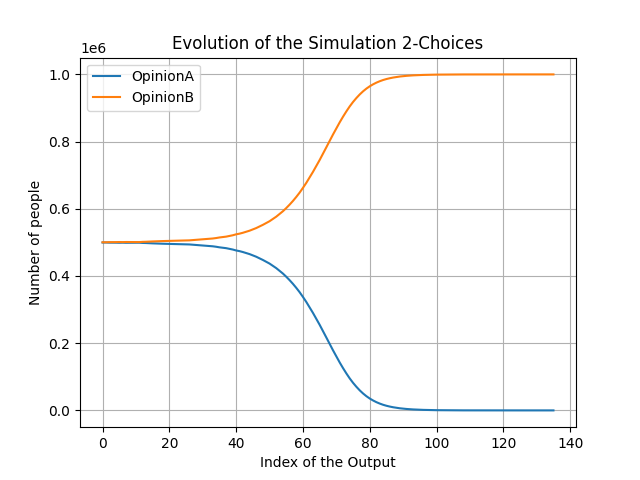 Evolution of the Simulation 2-Choices
1e6
OpinionA
OpinionB
1.0
0.8
0.6
0.4
0.2
0.0
Number of people
0 20 40 60 80 100 120 140
Index of the Output